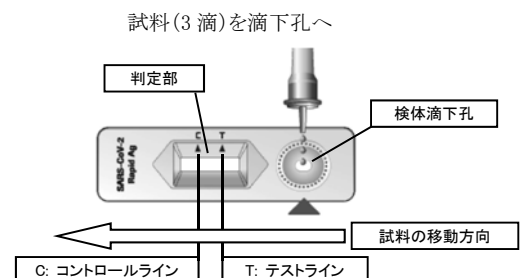 試料(3 滴)を滴下孔へ
判定部
検体滴下孔
C T
SARS-CoV-2
Rapid Ag
試料の移動方向
C: コントロールライン
T: テストライン